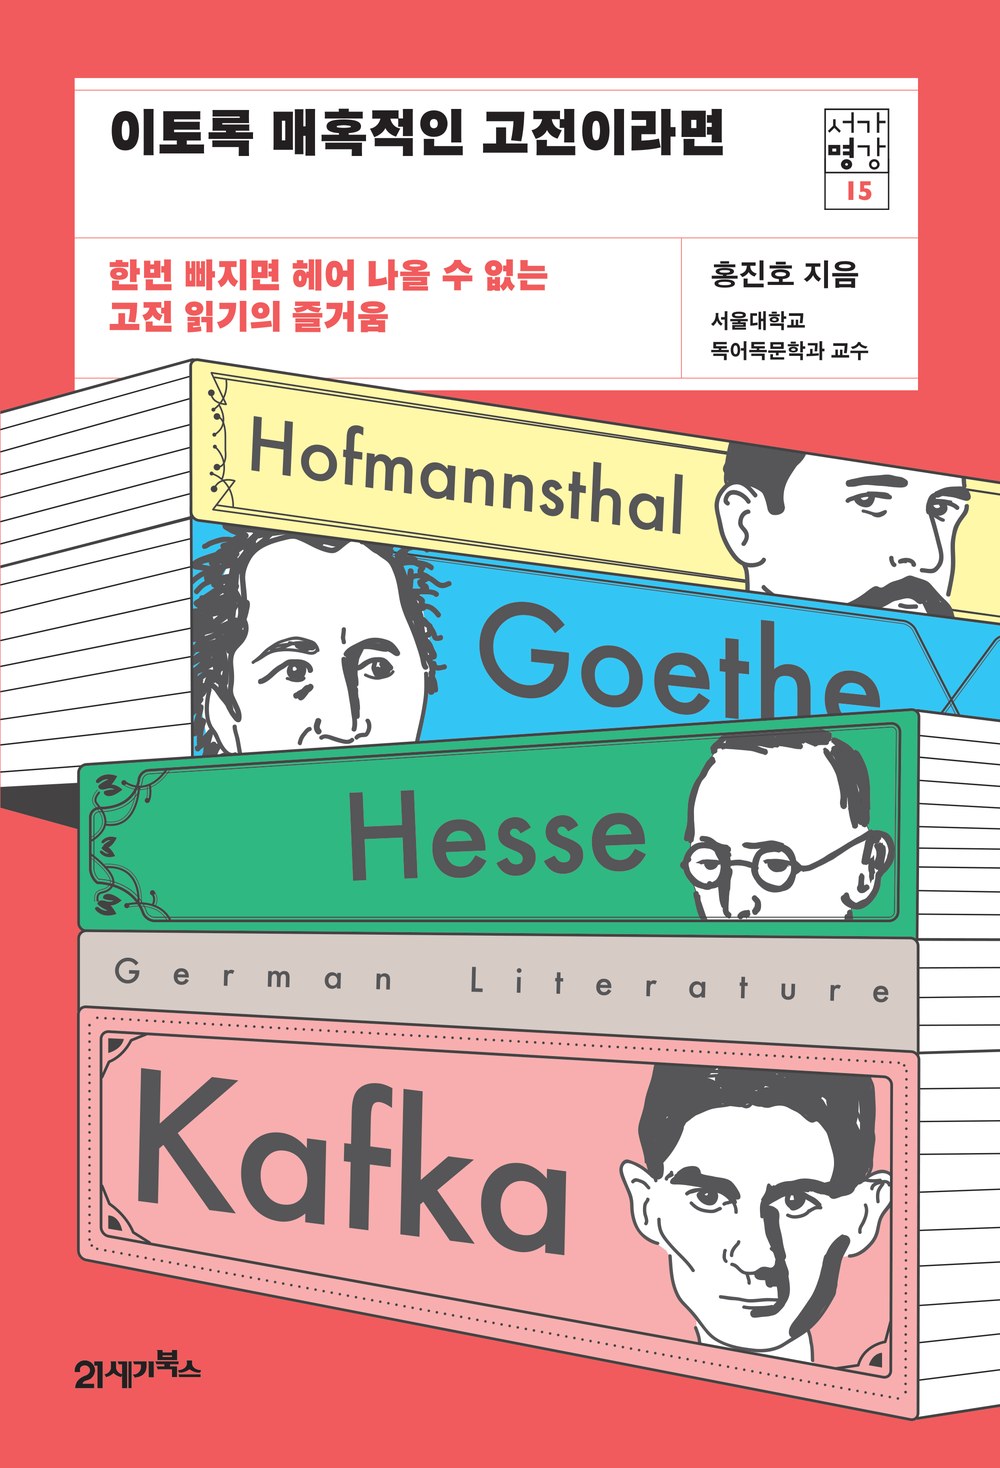 이토록 매혹적인 고전이라면
서가
명강
15
한번 빠지면 헤어 나올 수 없는
고전 읽기의 즐거움
홍진호 지음
서울대학교
독어독문학과 교수
Hofmannsthal
Goethe
Hesse
German Literature
Kafka
21세기북스